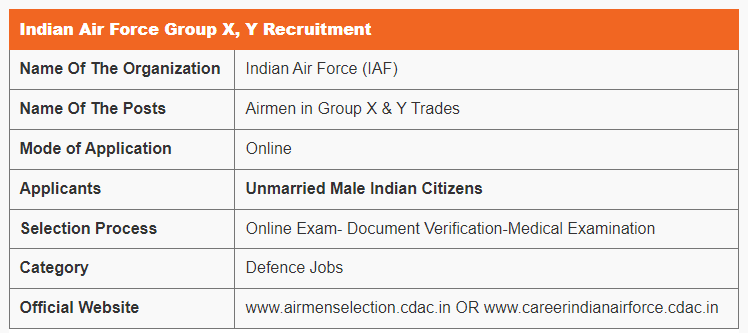 Indian Air Force Group X, Y Recruitment
Name Of The Organization Indian Air Force (IAF)
Name Of The Posts Airmen in Group X & Y Trades
Mode of Application Online
Applicants Unmarried Male Indian Citizens
Selection Process Online Exam- Document Verification-Medical Examination
Category Defence Jobs
Official Website www.airmenselection.cdac.in OR www.careerindianairforce.cdac.in